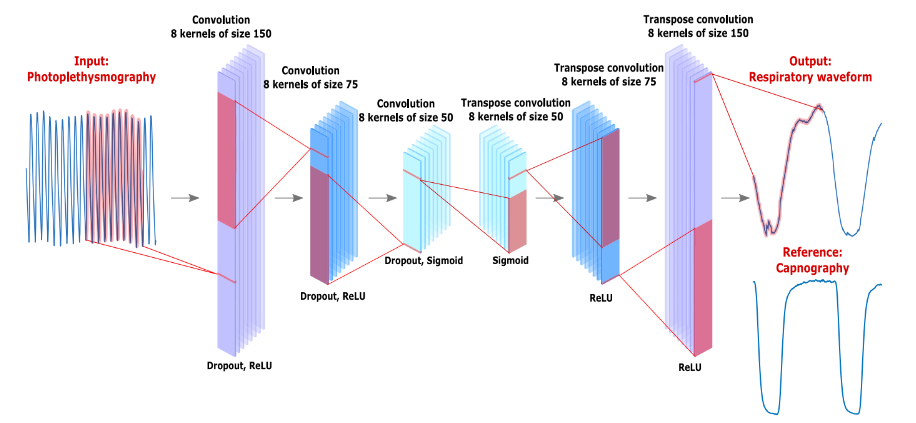 Input:
Photoplethysmography
Convolution
8 kernels of size 150
Dropout, ReLU
Convolution
8 kernels of size 75
Dropout, ReLU
Convolution
8 kernels of size 50
Dropout, Sigmoid
Transpose convolution
8 kernels of size 50
Sigmoid
Transpose convolution
8 kernels of size 75
ReLU
Transpose convolution
8 kernels of size 150
ReLU
Output:
Respiratory waveform
Reference:
Capnography